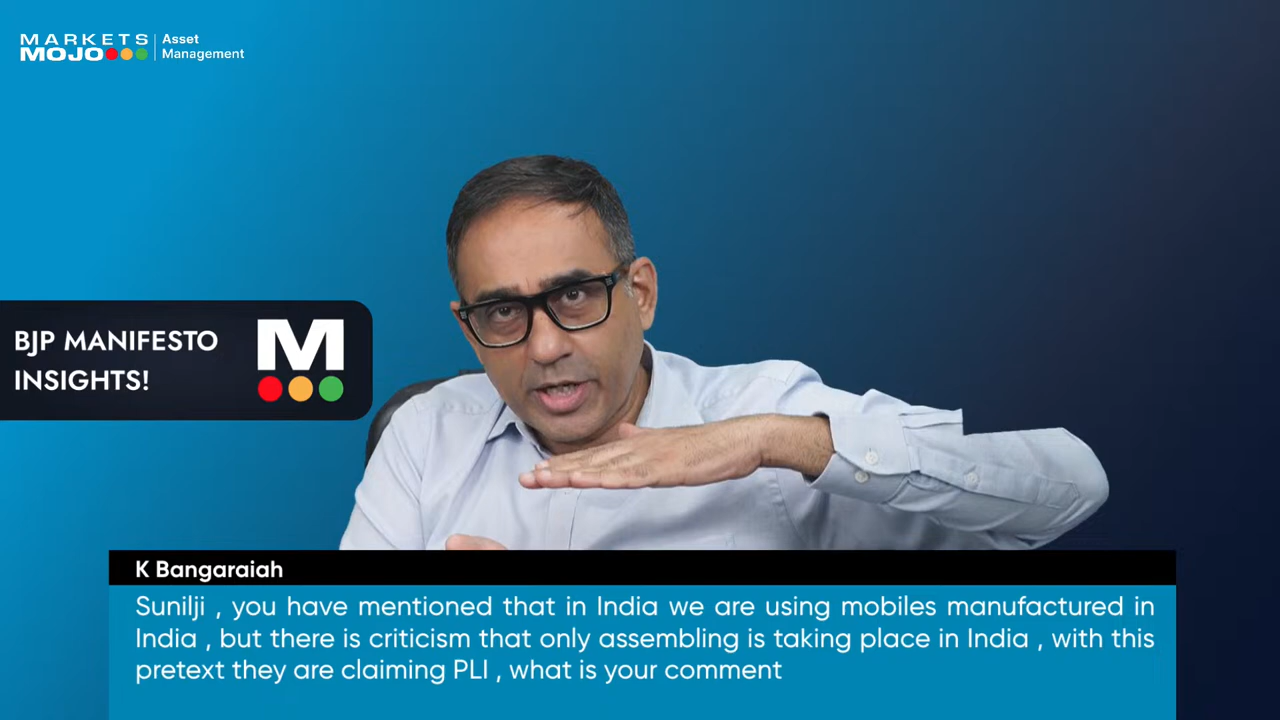 MARKETS
MOJO
Asset
Management
BJP MANIFESTO
INSIGHTS!
M
K Bangaraiah
Sunilji , you have mentioned that in India we are using mobiles manufactured in
India , but there is criticism that only assembling is taking place in India , with this
pretext they are claiming PLI , what is your comment